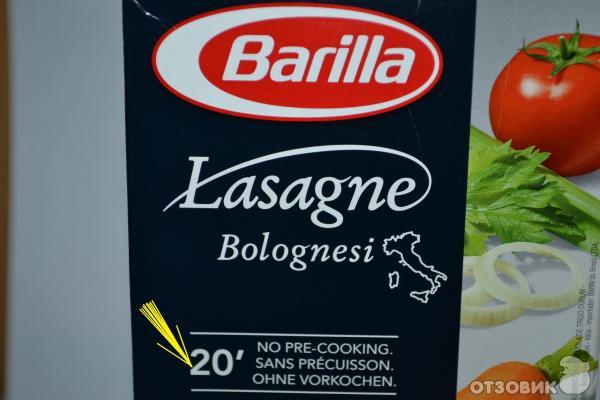 Barilla
Lasagne
Bolognesi
20' NO PRE-COOKING.
SANS PRÉCUISSON.
OHNE VORKOCHEN.
ОТЗОВИК